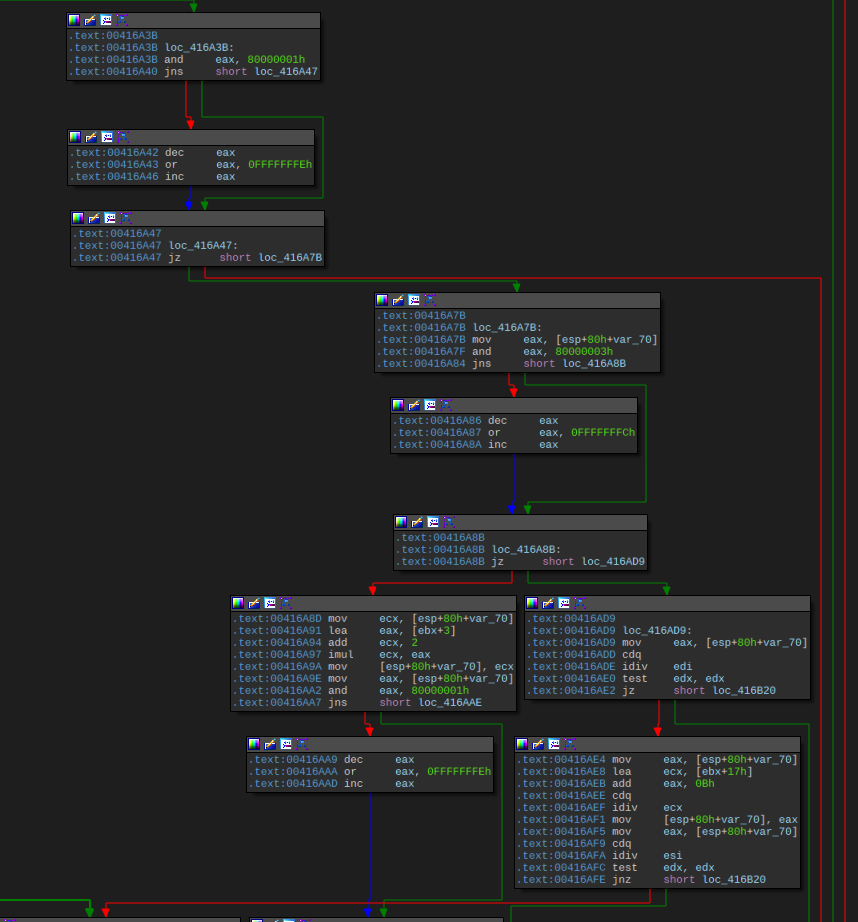 .text:00416A3B
.text:00416A3B loc_416A3B:
.text:00416A3B and eax, 80000001h
.text:00416A40 jns short loc_416A47
.text:00416A42 dec eax
.text:00416A43 or eax, 0FFFFFFFEh
.text:00416A46 inc eax
.text:00416A47
.text:00416A47 loc_416A47:
.text:00416A47 jz short loc_416A7B
.text:00416A7B
.text:00416A7B loc_416A7B:
.text:00416A7B mov eax, [esp+80h+var_70]
.text:00416A7F and eax, 80000003h
.text:00416A84 jns short loc_416A8B
.text:00416A86 dec eax
.text:00416A87 or eax, 0FFFFFFFCh
.text:00416A8A inc eax
.text:00416A8B
.text:00416A8B loc_416A8B:
.text:00416A8B jz short loc_416AD9
.text:00416A8D mov ecx, [esp+80h+var_70]
.text:00416A91 lea eax, [ebx+3]
.text:00416A94 add ecx, 2
.text:00416A97 imul ecx, eax
.text:00416A9A mov [esp+80h+var_70], ecx
.text:00416A9E mov eax, [esp+80h+var_70]
.text:00416AA2 and eax, 80000001h
.text:00416AA7 jns short loc_416AAE
.text:00416AD9
.text:00416AD9 loc_416AD9:
.text:00416AD9 mov eax, [esp+80h+var_70]
.text:00416ADD cdq
.text:00416ADE idiv edi
.text:00416AE0 test edx, edx
.text:00416AE2 jz short loc_416B20
.text:00416AA9 dec eax
.text:00416AAA or eax, 0FFFFFFFEh
.text:00416AAD inc eax
.text:00416AE4 mov eax, [esp+80h+var_70]
.text:00416AE8 lea ecx, [ebx+17h]
.text:00416AEB add eax, 0Bh
.text:00416AEE cdq
.text:00416AEF idiv ecx
.text:00416AF1 mov [esp+80h+var_70], eax
.text:00416AF5 mov eax, [esp+80h+var_70]
.text:00416AF9 cdq
.text:00416AFA idiv esi
.text:00416AFC test edx, edx
.text:00416AFE jnz short loc_416B20